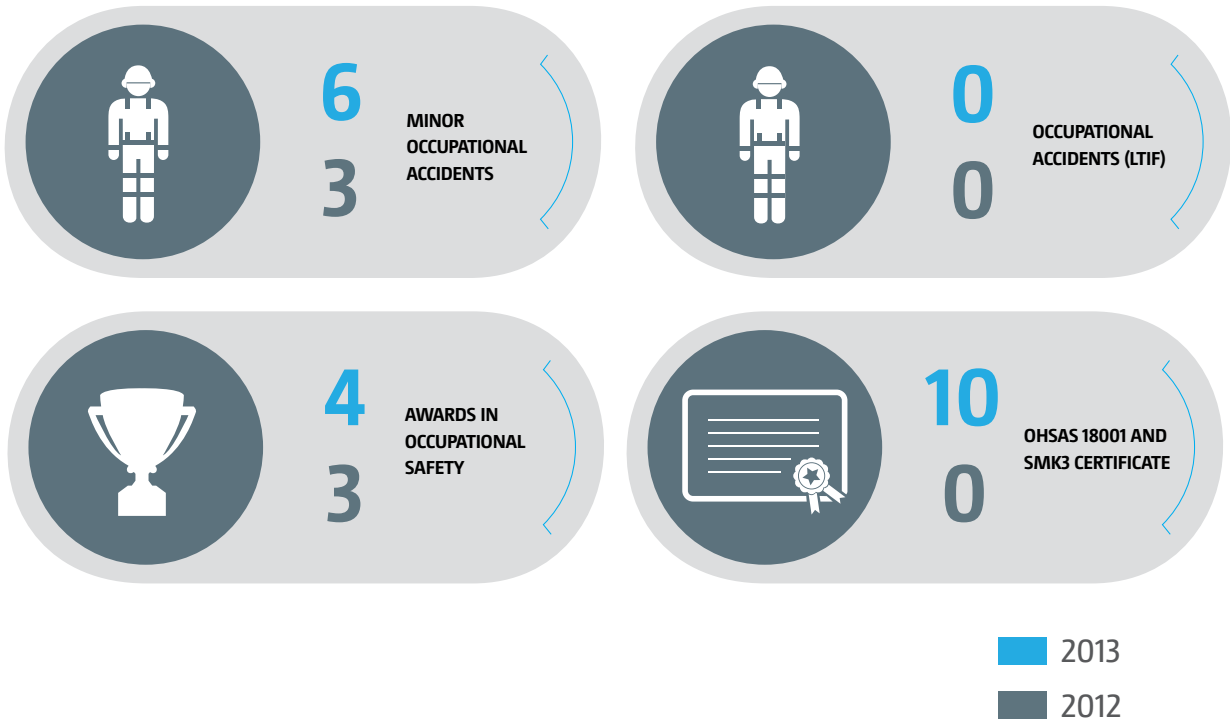 6
3
MINOR
OCCUPATIONAL
ACCIDENTS
0
0
OCCUPATIONAL
ACCIDENTS (LTIF)
4
3
AWARDS IN
OCCUPATIONAL
SAFETY
10
0
OHSAS 18001 AND
SMK3 CERTIFICATE
2013
2012